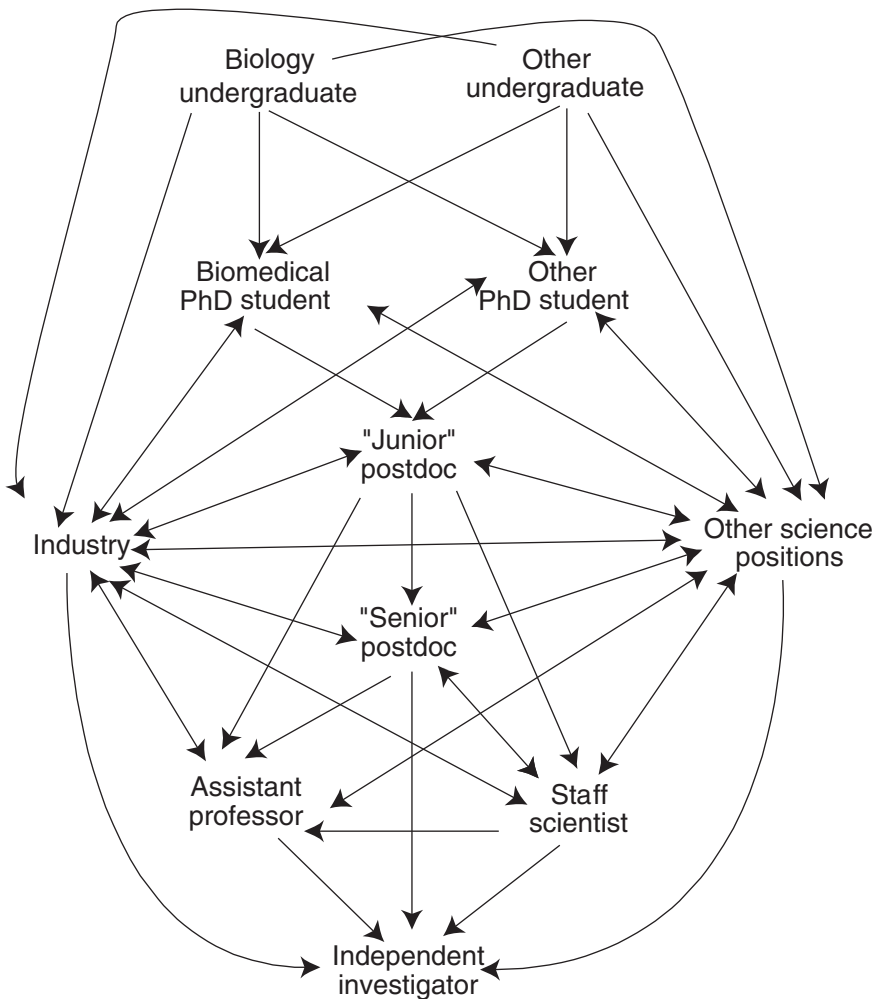 Biology
undergraduate
Other
undergraduate
Biomedical
PhD student
Other
PhD student
"Junior"
postdoc
Industry
Other science
positions
"Senior"
postdoc
Assistant
professor
Staff
scientist
Independent
investigator